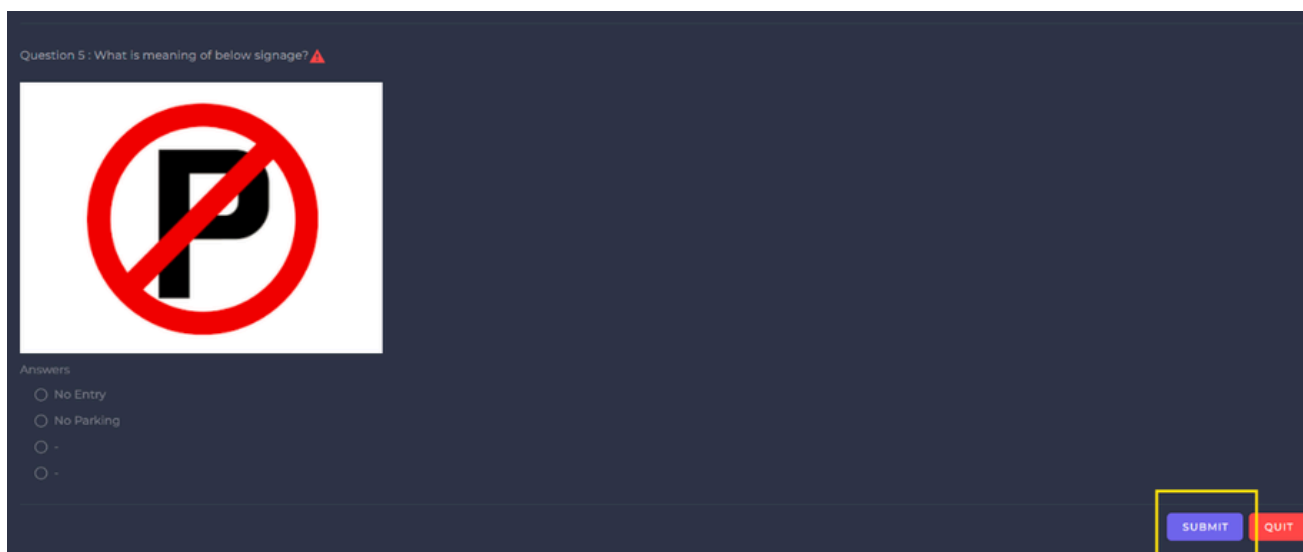 Question 5 : What is meaning of below signage?
P
Answers
No Entry
No Parking
-
-
SUBMIT QUIT